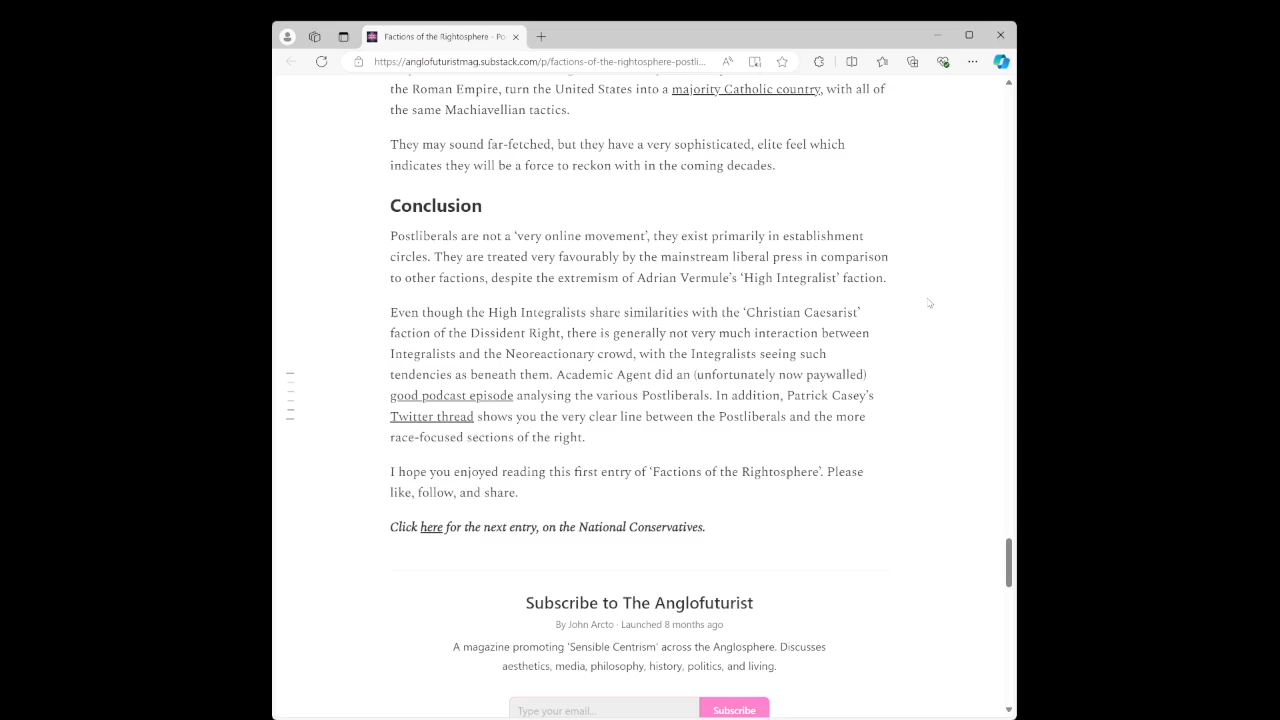 Factions of the Rightosphere - Po
https://anglofuturistmag.substack.com/p/factions-of-the-rightosphere-postli...
the Roman Empire, turn the United States into a majority Catholic country, with all of
the same Machiavellian tactics.
They may sound far-fetched, but they have a very sophisticated, elite feel which
indicates they will be a force to reckon with in the coming decades.
Conclusion
Postliberals are not a ‘very online movement’, they exist primarily in establishment
circles. They are treated very favourably by the mainstream liberal press in comparison
to other factions, despite the extremism of Adrian Vermule’s ‘High Integralist’ faction.
Even though the High Integralists share similarities with the ‘Christian Caesarist’
faction of the Dissident Right, there is generally not very much interaction between
Integralists and the Neoreactionary crowd, with the Integralists seeing such
tendencies as beneath them. Academic Agent did an (unfortunately now paywalled)
good podcast episode analysing the various Postliberals. In addition, Patrick Casey’s
Twitter thread shows you the very clear line between the Postliberals and the more
race-focused sections of the right.
I hope you enjoyed reading this first entry of ‘Factions of the Rightosphere’. Please
like, follow, and share.
Click here for the next entry, on the National Conservatives.
Subscribe to The Anglofuturist
By John Arcto · Launched 8 months ago
A magazine promoting 'Sensible Centrism' across the Anglosphere. Discusses
aesthetics, media, philosophy, history, politics, and living.
Type your email...
Subscribe